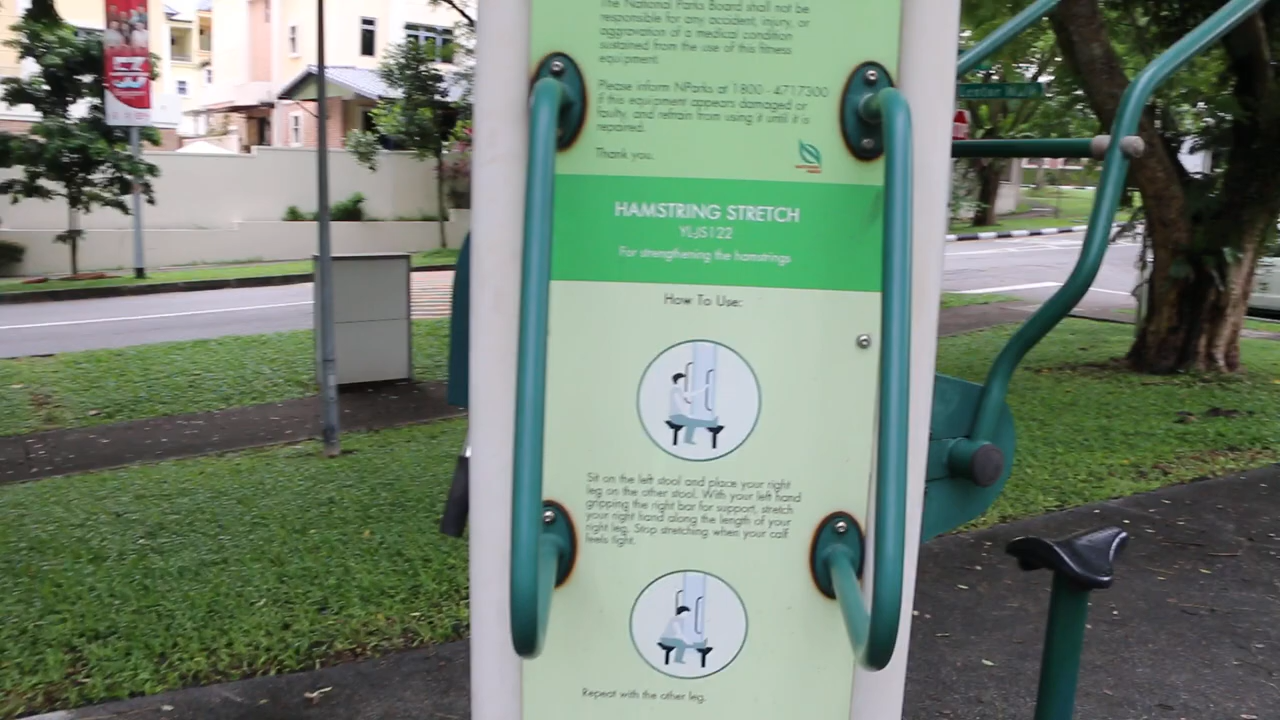 The National Parks Board shall not be
responsible for any accident, injury, or
aggravation of a medical condition
sustained from the use of this fitness
equipment.
Please inform NParks at 1800 - 4717300
if this equipment appears damaged or
faulty, and refrain from using it until it is
repaired.
Thank you.
HAMSTRING STRETCH
YLJS122
For strengthening the hamstrings
How To Use:
Sit on the left stool and place your right
leg on the other stool. With your left hand
gripping the right bar for support, stretch
your right hand along the length of your
right leg. Stop stretching when your calf
feels tight.
Repeat with the other leg.